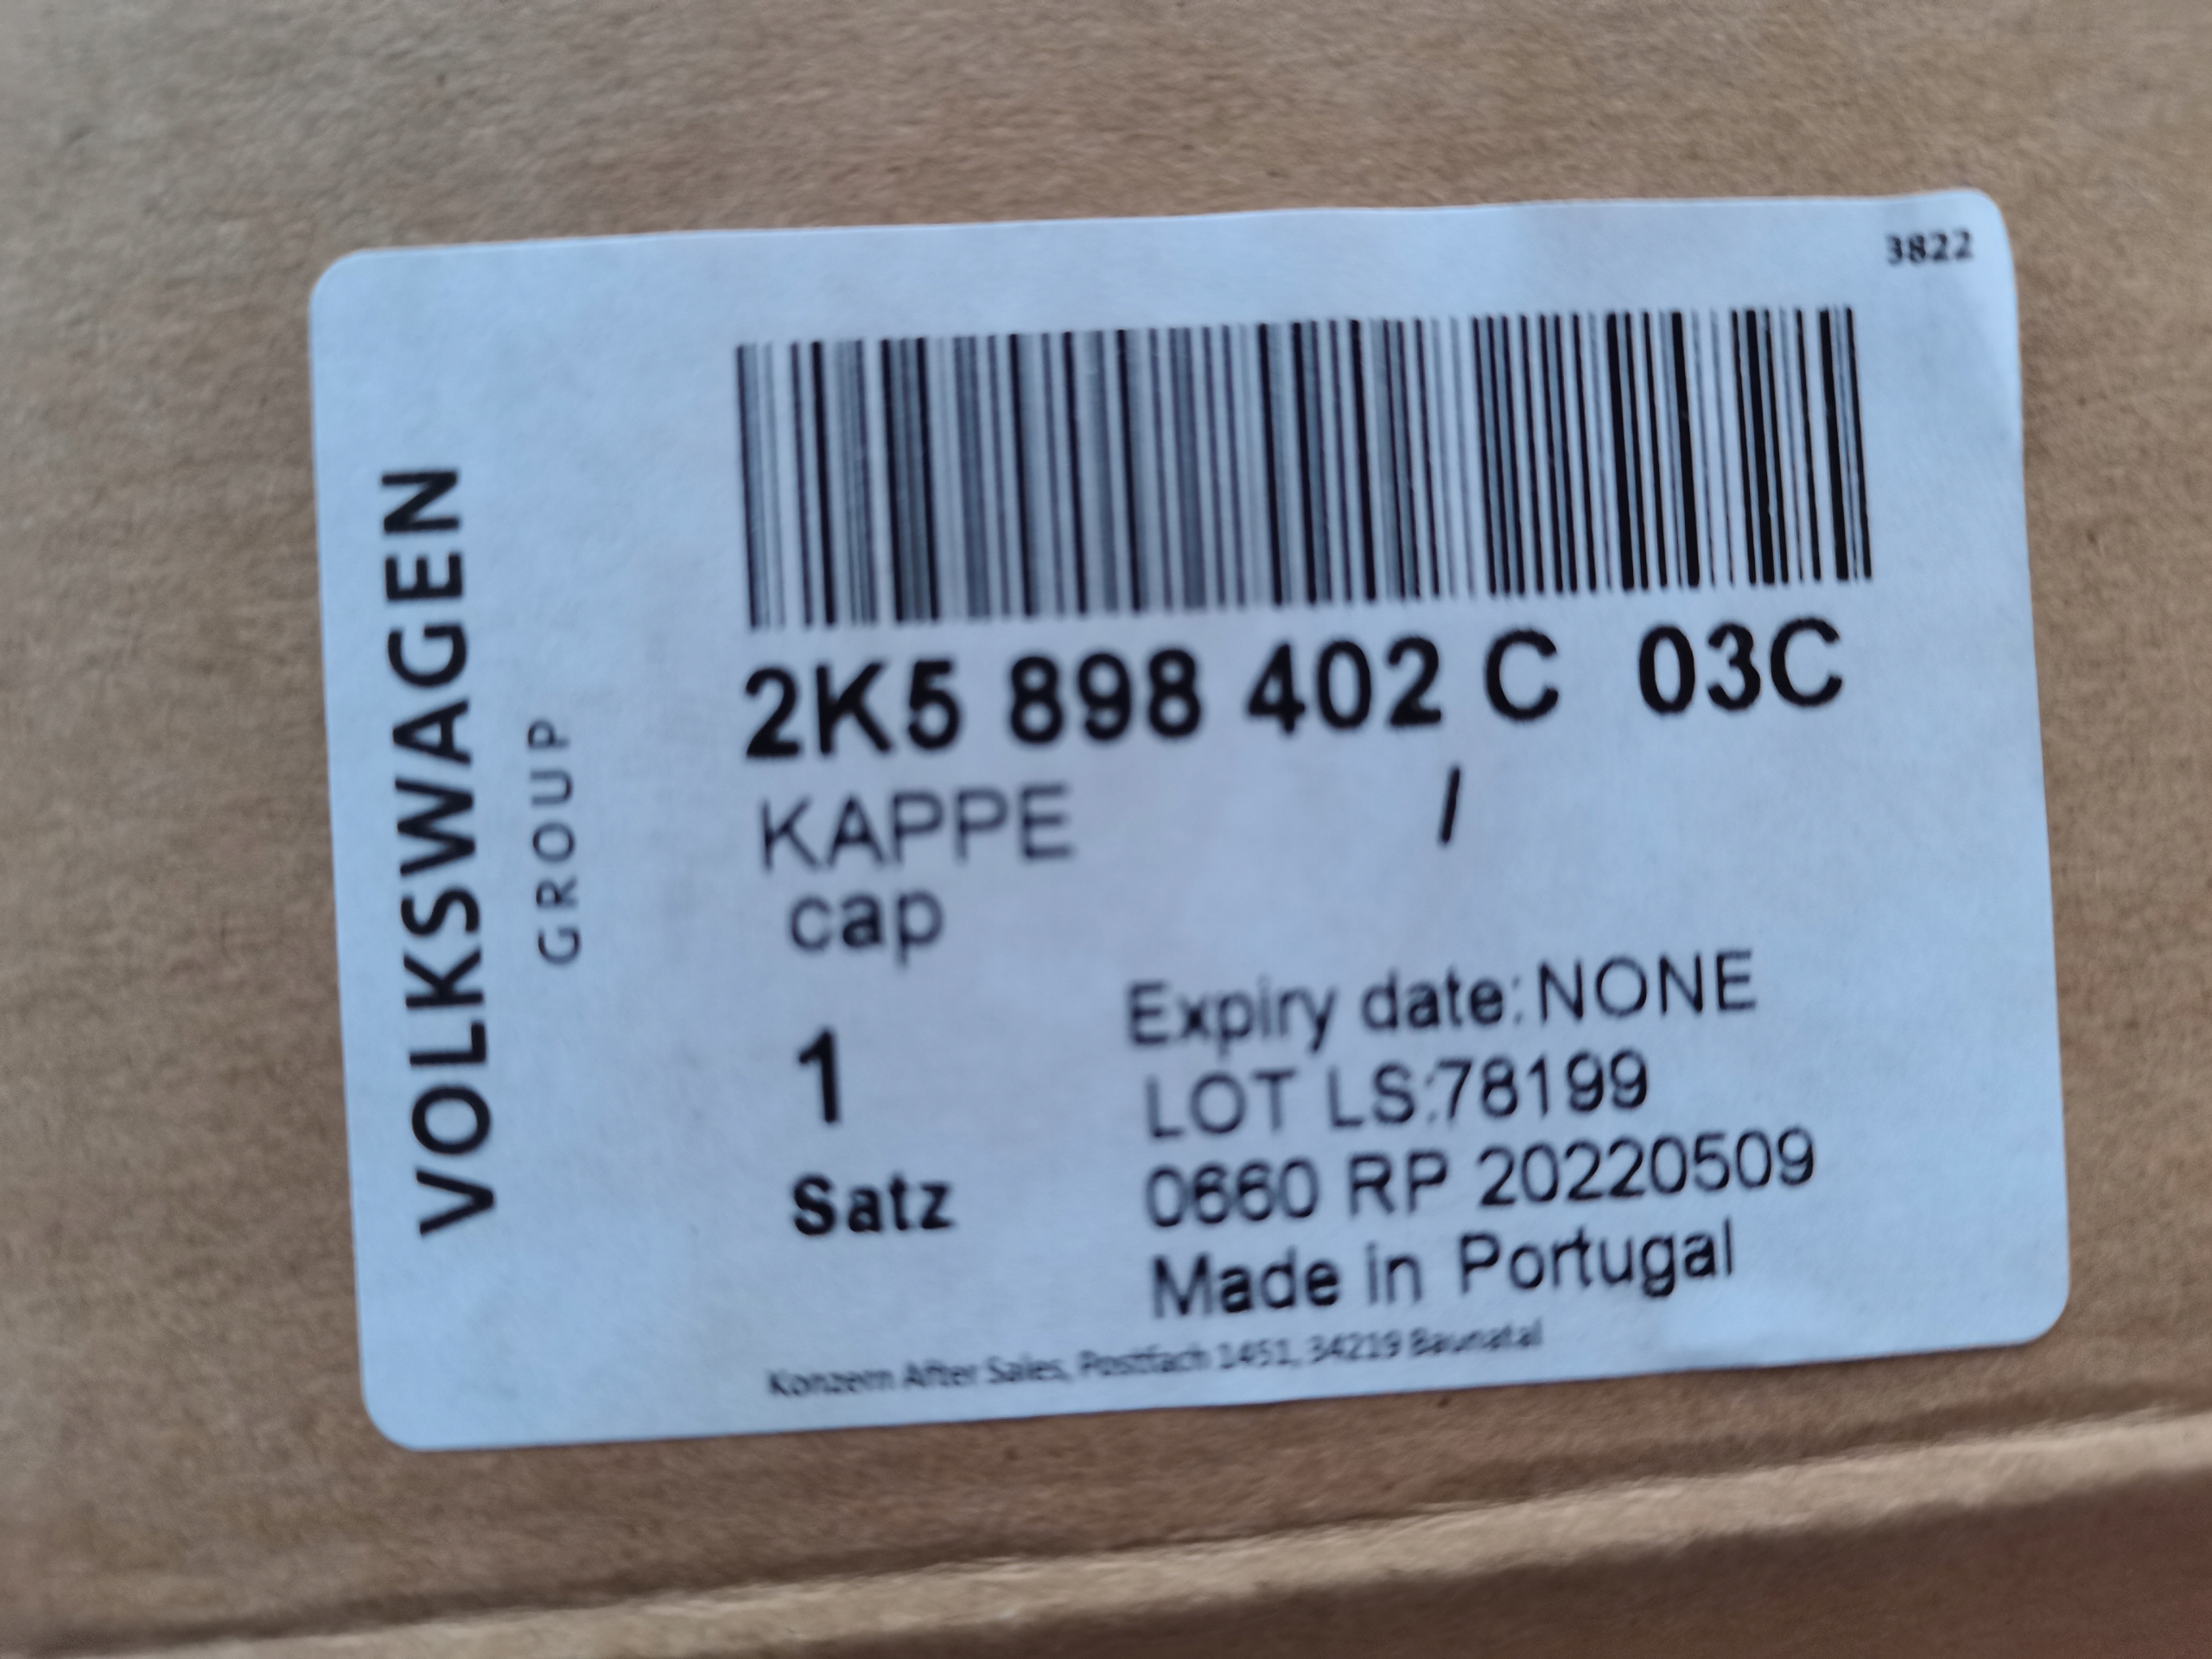 3822
VOLKSWAGEN
GROUP
2K5 898 402 C 03C
KAPPE /
cap
1
Satz
Expiry date: NONE
LOT LS:78199
0660 RP 20220509
Made in Portugal
Konzern After Sales, Postfach 1451, 34219 Baunatal